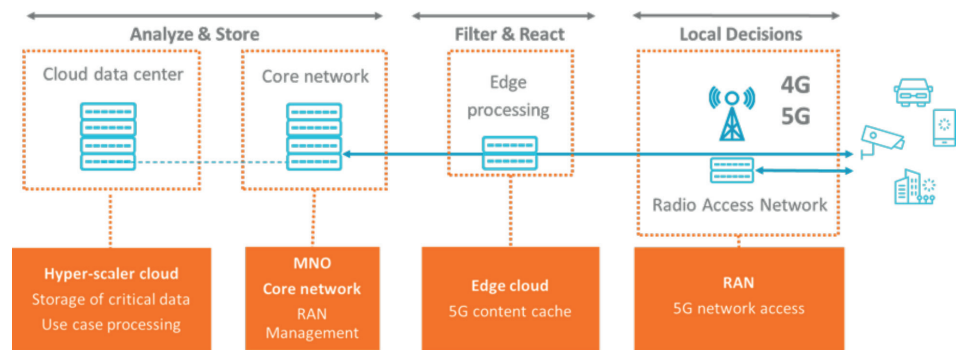 Analyze & Store
Filter & React
Local Decisions
Cloud data center
Core network
Edge
processing
4G
5G
Radio Access Network
Hyper-scaler cloud
Storage of critical data
Use case processing
MNO
Core network
RAN
Management
Edge cloud
5G content cache
RAN
5G network access